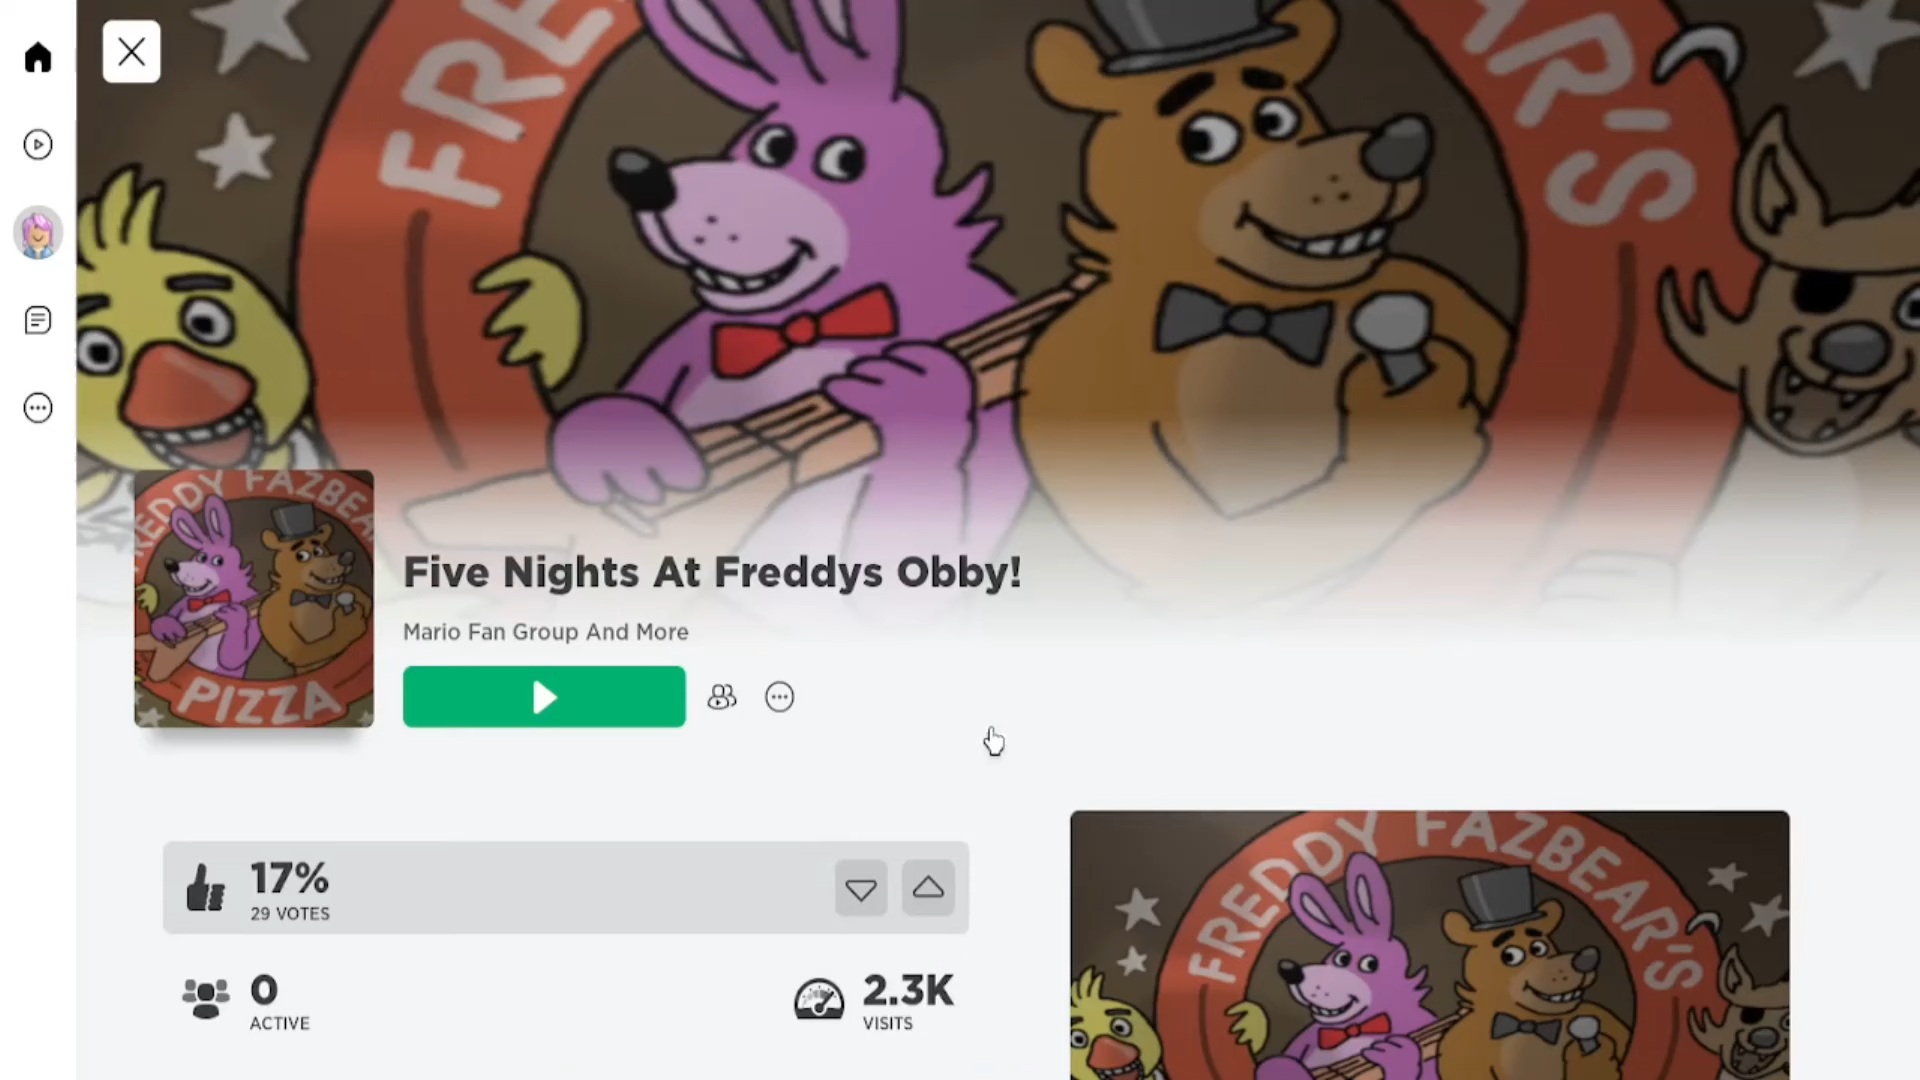 FRE
AR'S
FREDDY FAZBEA
PIZZA
Five Nights At Freddys Obby!
Mario Fan Group And More
17%
29 VOTES
0
ACTIVE
2.3K
VISITS
FREDDY FAZBEAR'S